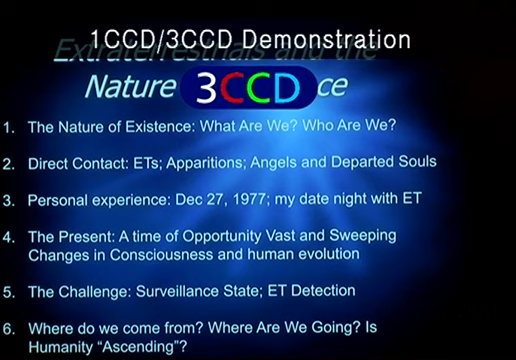 1CCD/3CCD Demonstration
Extraterrestrials and the
Nature 3CCD ce
1. The Nature of Existence: What Are We? Who Are We?
2. Direct Contact: ETs; Apparitions; Angels and Departed Souls
3. Personal experience: Dec 27, 1977; my date night with ET
4. The Present: A time of Opportunity Vast and Sweeping
Changes in Consciousness and human evolution
5. The Challenge: Surveillance State; ET Detection
6. Where do we come from? Where Are We Going? Is
Humanity “Ascending”?